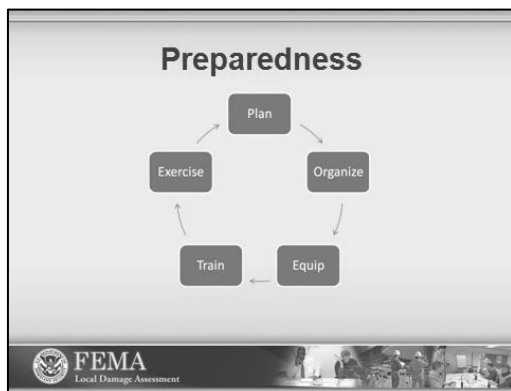 Preparedness
Plan
Organize
Equip
Train
Exercise
FEMA
Local Damage Assessment